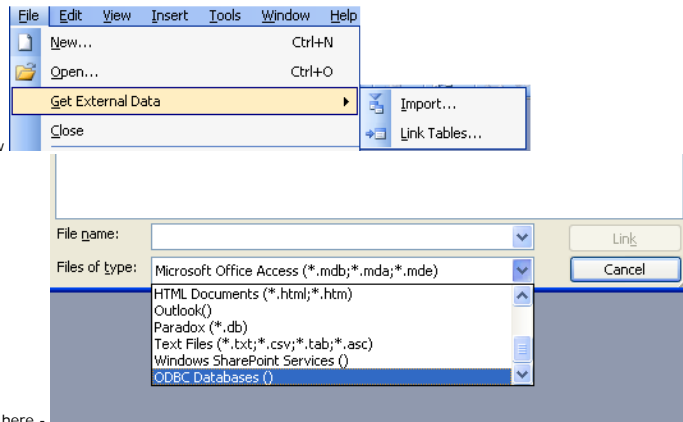 File Edit View Insert Tools Window Help
New... Ctrl+N
Open... Ctrl+O
Get External Data
Import...
Close
Link Tables...
File name:
Link
Files of type: Microsoft Office Access (*.mdb;*.mda;*.mde) Cancel
HTML Documents (*.html;*.htm)
Outlook()
Paradox (*.db)
Text Files (*.txt;*.csv;*.tab;*.asc)
Windows SharePoint Services ()
ODBC Databases ()
here -